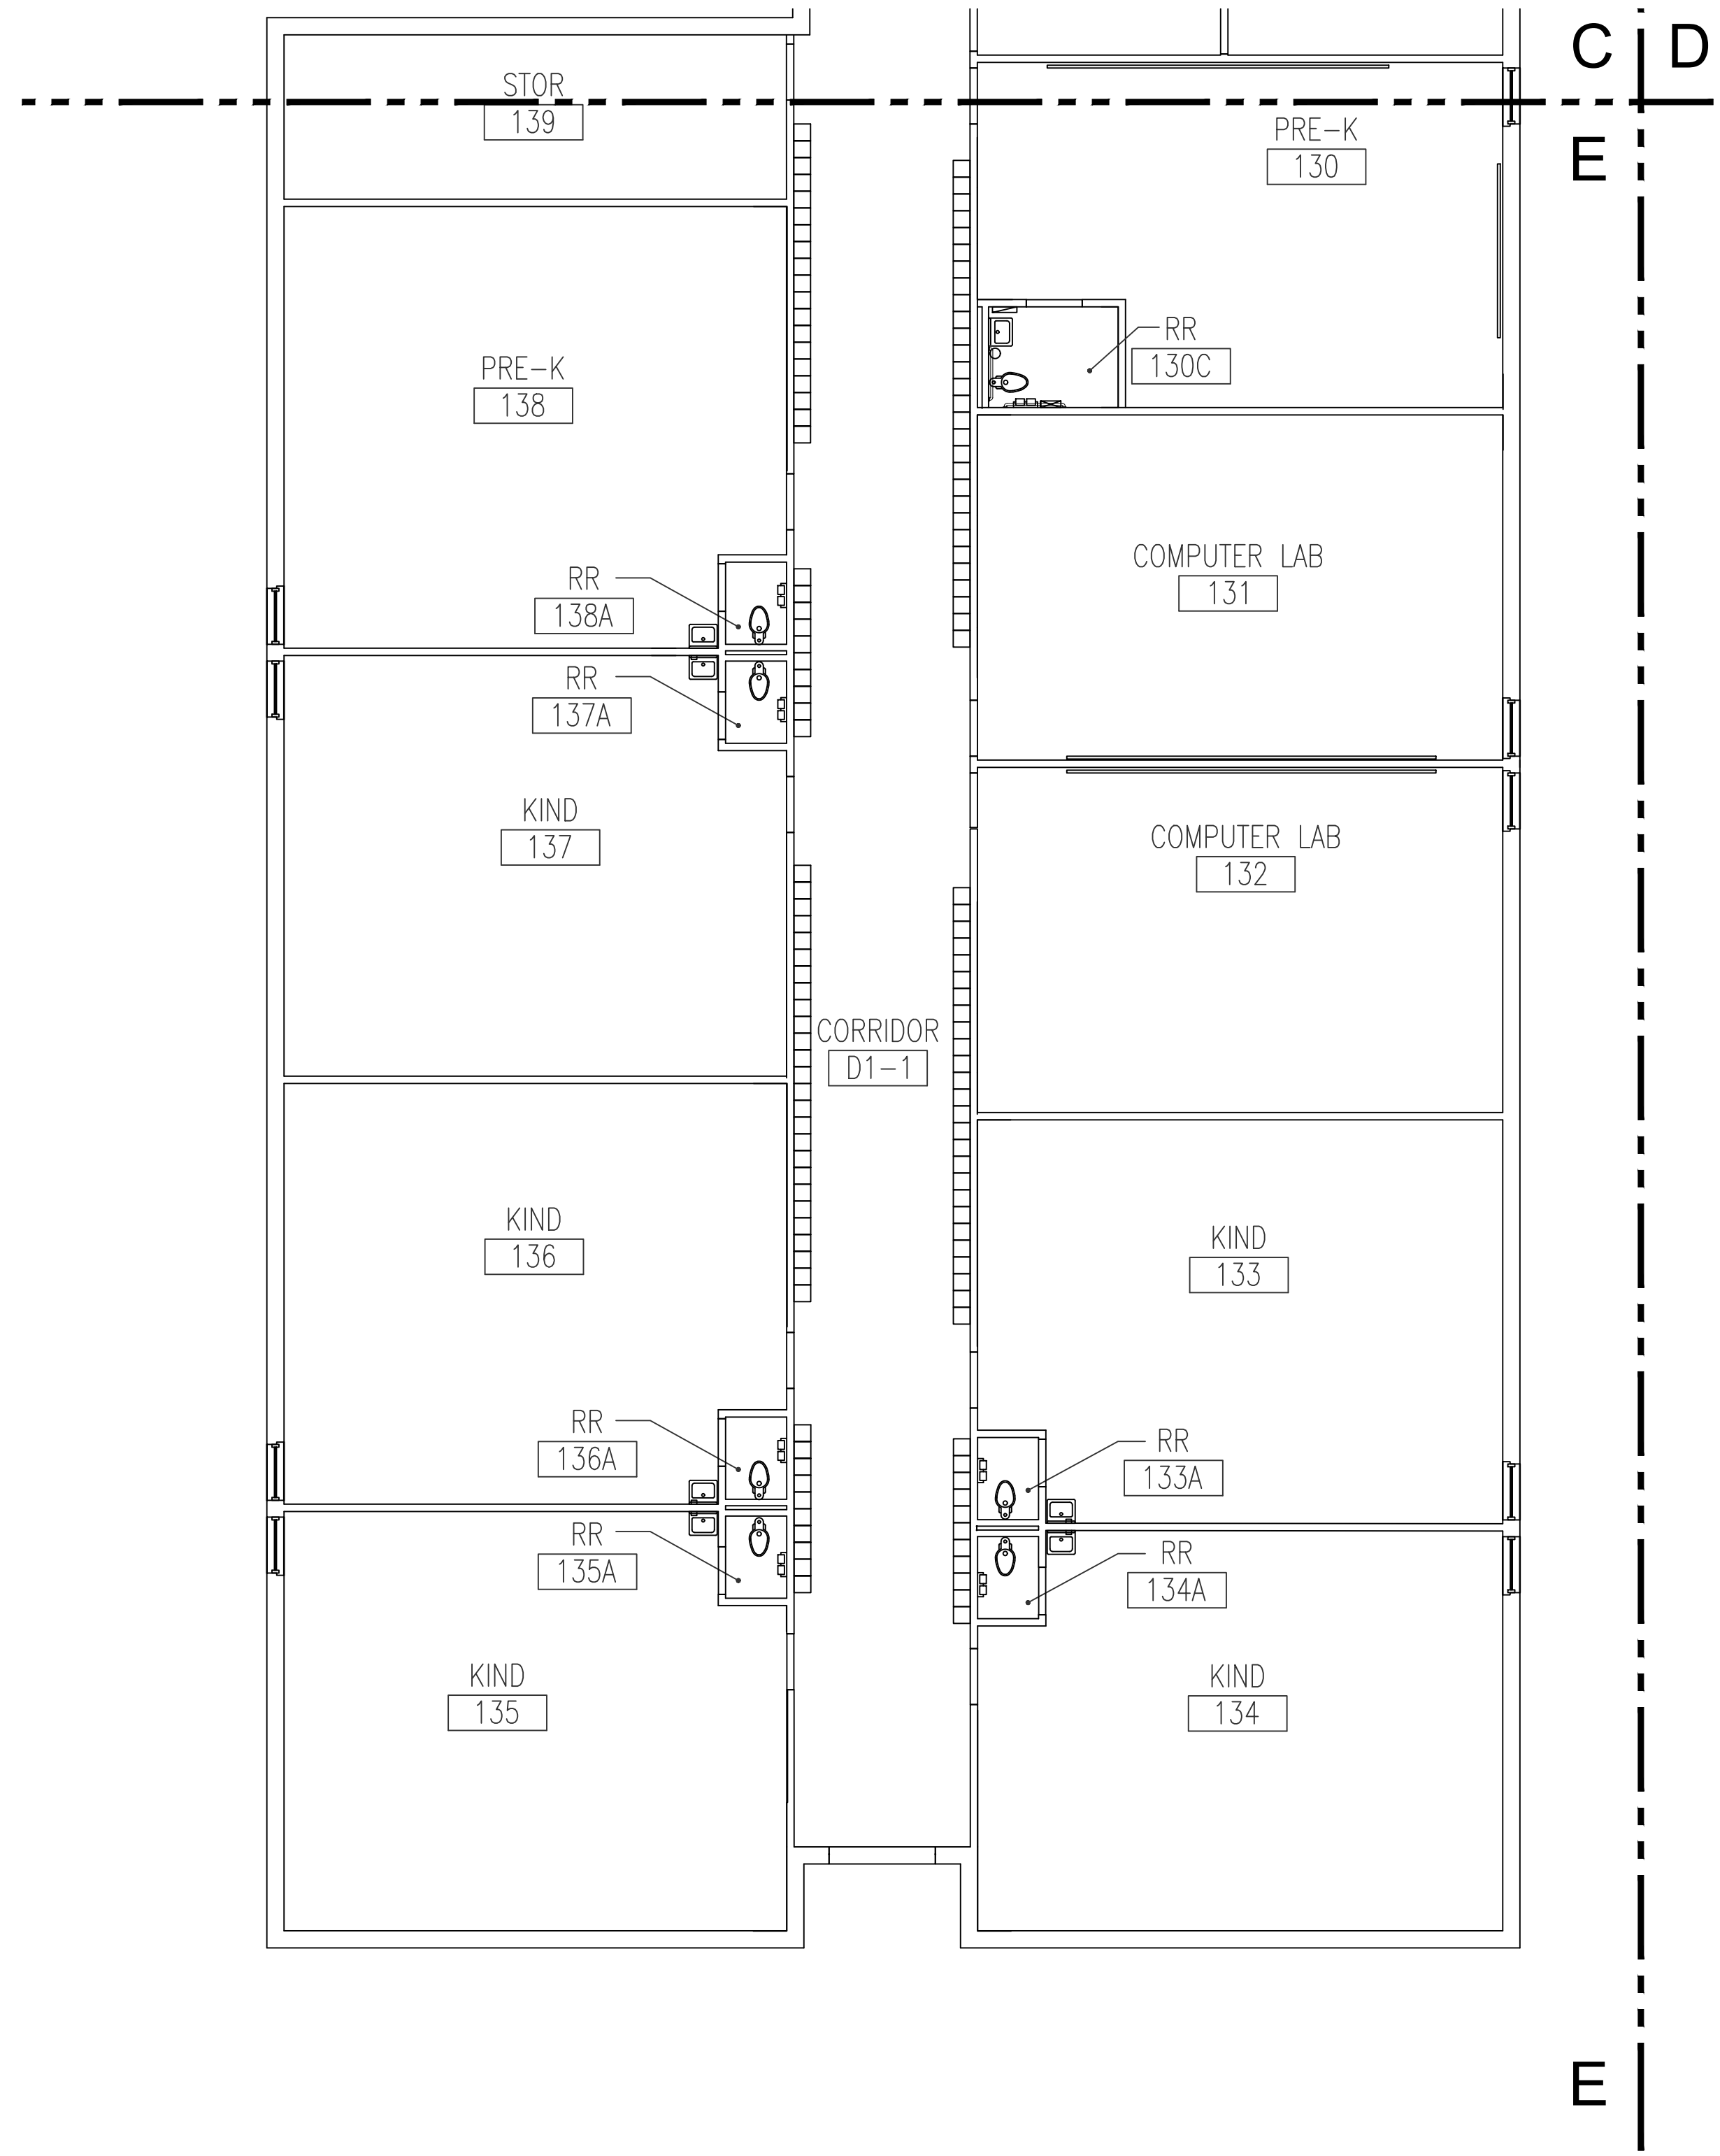 C D
STOR
139
PRE-K
130
E
RR
130C
PRE-K
138
COMPUTER LAB
131
RR
138A
RR
137A
KIND
137
COMPUTER LAB
132
CORRIDOR
D1-1
KIND
136
KIND
133
RR
136A
RR
133A
RR
135A
RR
134A
KIND
135
KIND
134
E